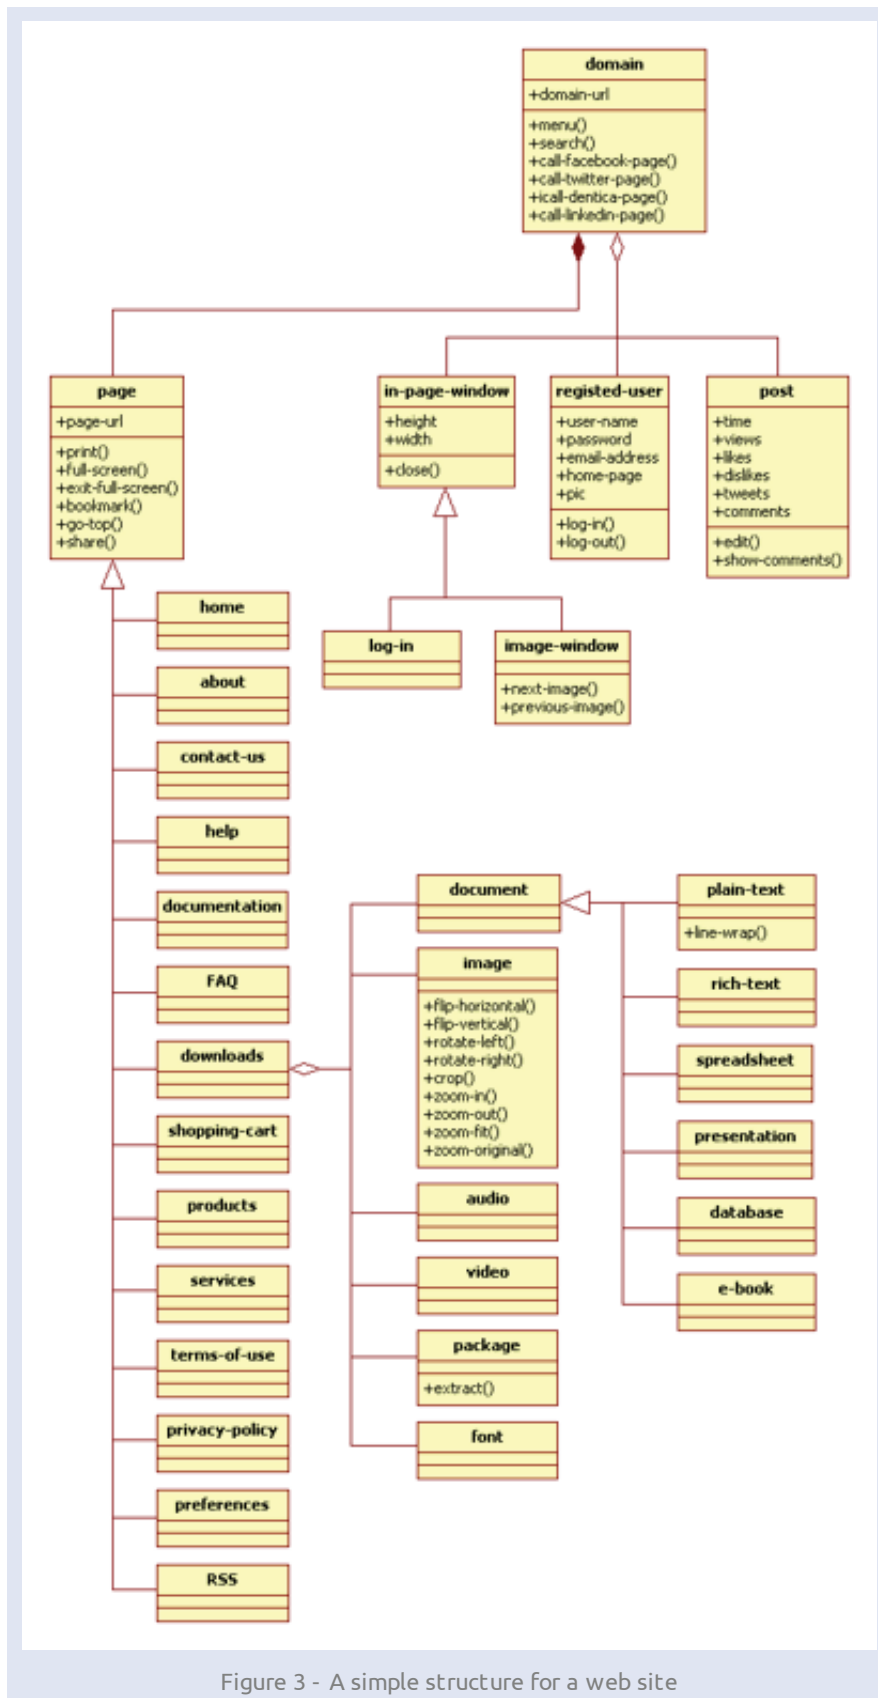 domain
+domain-url
+menu()
+search()
+call-facebook-page()
+call-twitter-page()
+icall-dentica-page()
+call-linkedin-page()
page
+page-url
+print()
+full-screen()
+exit-full-screen()
+bookmark()
+go-top()
+share()
in-page-window
+height
+width
+close()
registed-user
+user-name
+password
+email-address
+home-page
+pic
+log-in()
+log-out()
post
+time
+views
+likes
+dislikes
+tweets
+comments
+edit()
+show-comments()
log-in
image-window
+next-image()
+previous-image()
home
about
contact-us
help
documentation
FAQ
downloads
shopping-cart
products
services
terms-of-use
privacy-policy
preferences
RSS
document
image
+flip-horizontal()
+flip-vertical()
+rotate-left()
+rotate-right()
+crop()
+zoom-in()
+zoom-out()
+zoom-fit()
+zoom-original()
audio
video
package
+extract()
font
plain-text
+line-wrap()
rich-text
spreadsheet
presentation
database
e-book
Figure 3 - A simple structure for a web site